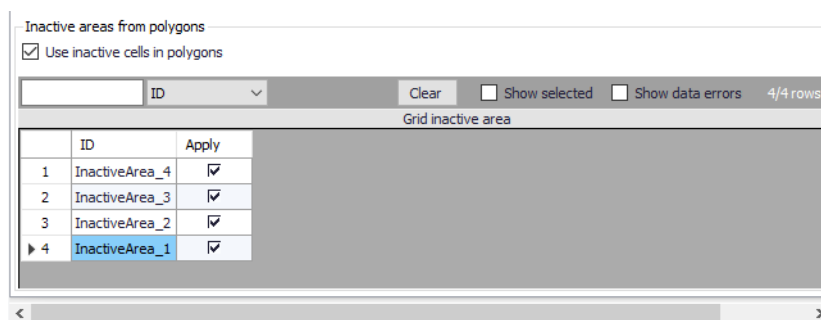 Inactive areas from polygons
Use inactive cells in polygons
ID Clear Show selected Show data errors 4/4 rows
Grid inactive area
ID Apply
1 InactiveArea_4
2 InactiveArea_3
3 InactiveArea_2
4 InactiveArea_1